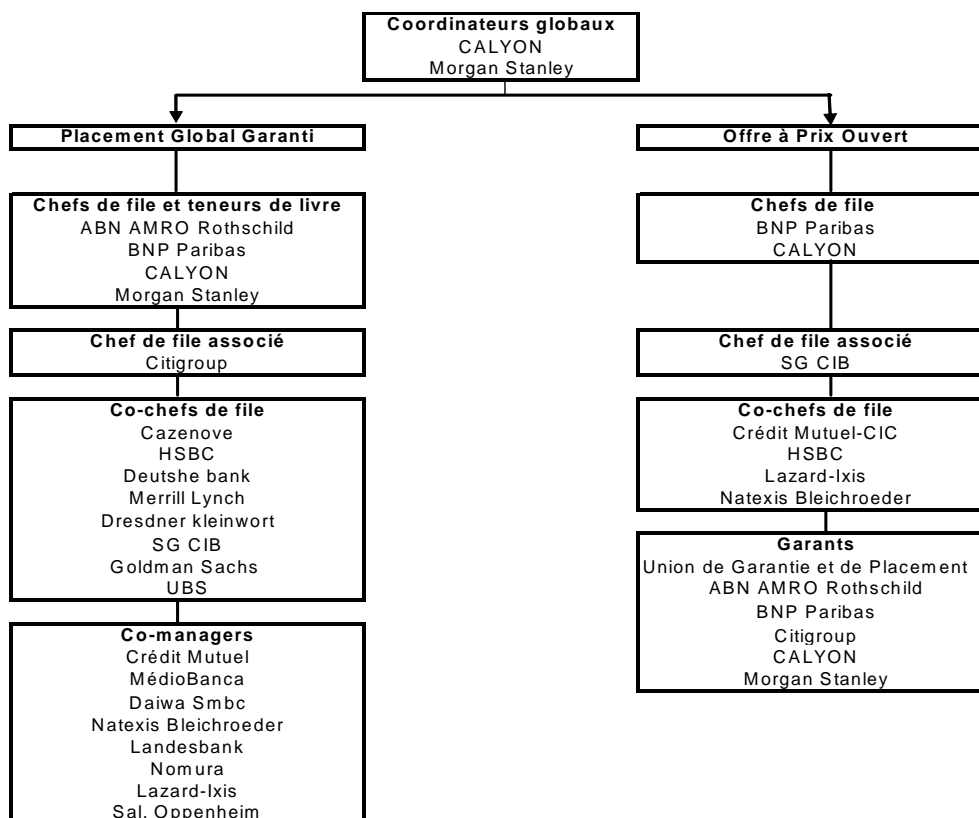 Coordinateurs globaux
CALYON
Morgan Stanley
Placement Global Garanti
Chefs de file et teneurs de livre
ABN AMRO Rothschild
BNP Paribas
CALYON
Morgan Stanley
Chef de file associé
Citigroup
Co-chefs de file
Cazenove
HSBC
Deutshe bank
Merrill Lynch
Dresdner kleinwort
SG CIB
Goldman Sachs
UBS
Co-managers
Crédit Mutuel
MédioBanca
Daiwa Smbc
Natexis Bleichroeder
Landesbank
Nomura
Lazard-Ixis
Sal. Oppenheim
Offre à Prix Ouvert
Chefs de file
BNP Paribas
CALYON
Chef de file associé
SG CIB
Co-chefs de file
Crédit Mutuel-CIC
HSBC
Lazard-Ixis
Natexis Bleichroeder
Garants
Union de Garantie et de Placement
ABN AMRO Rothschild
BNP Paribas
Citigroup
CALYON
Morgan Stanley